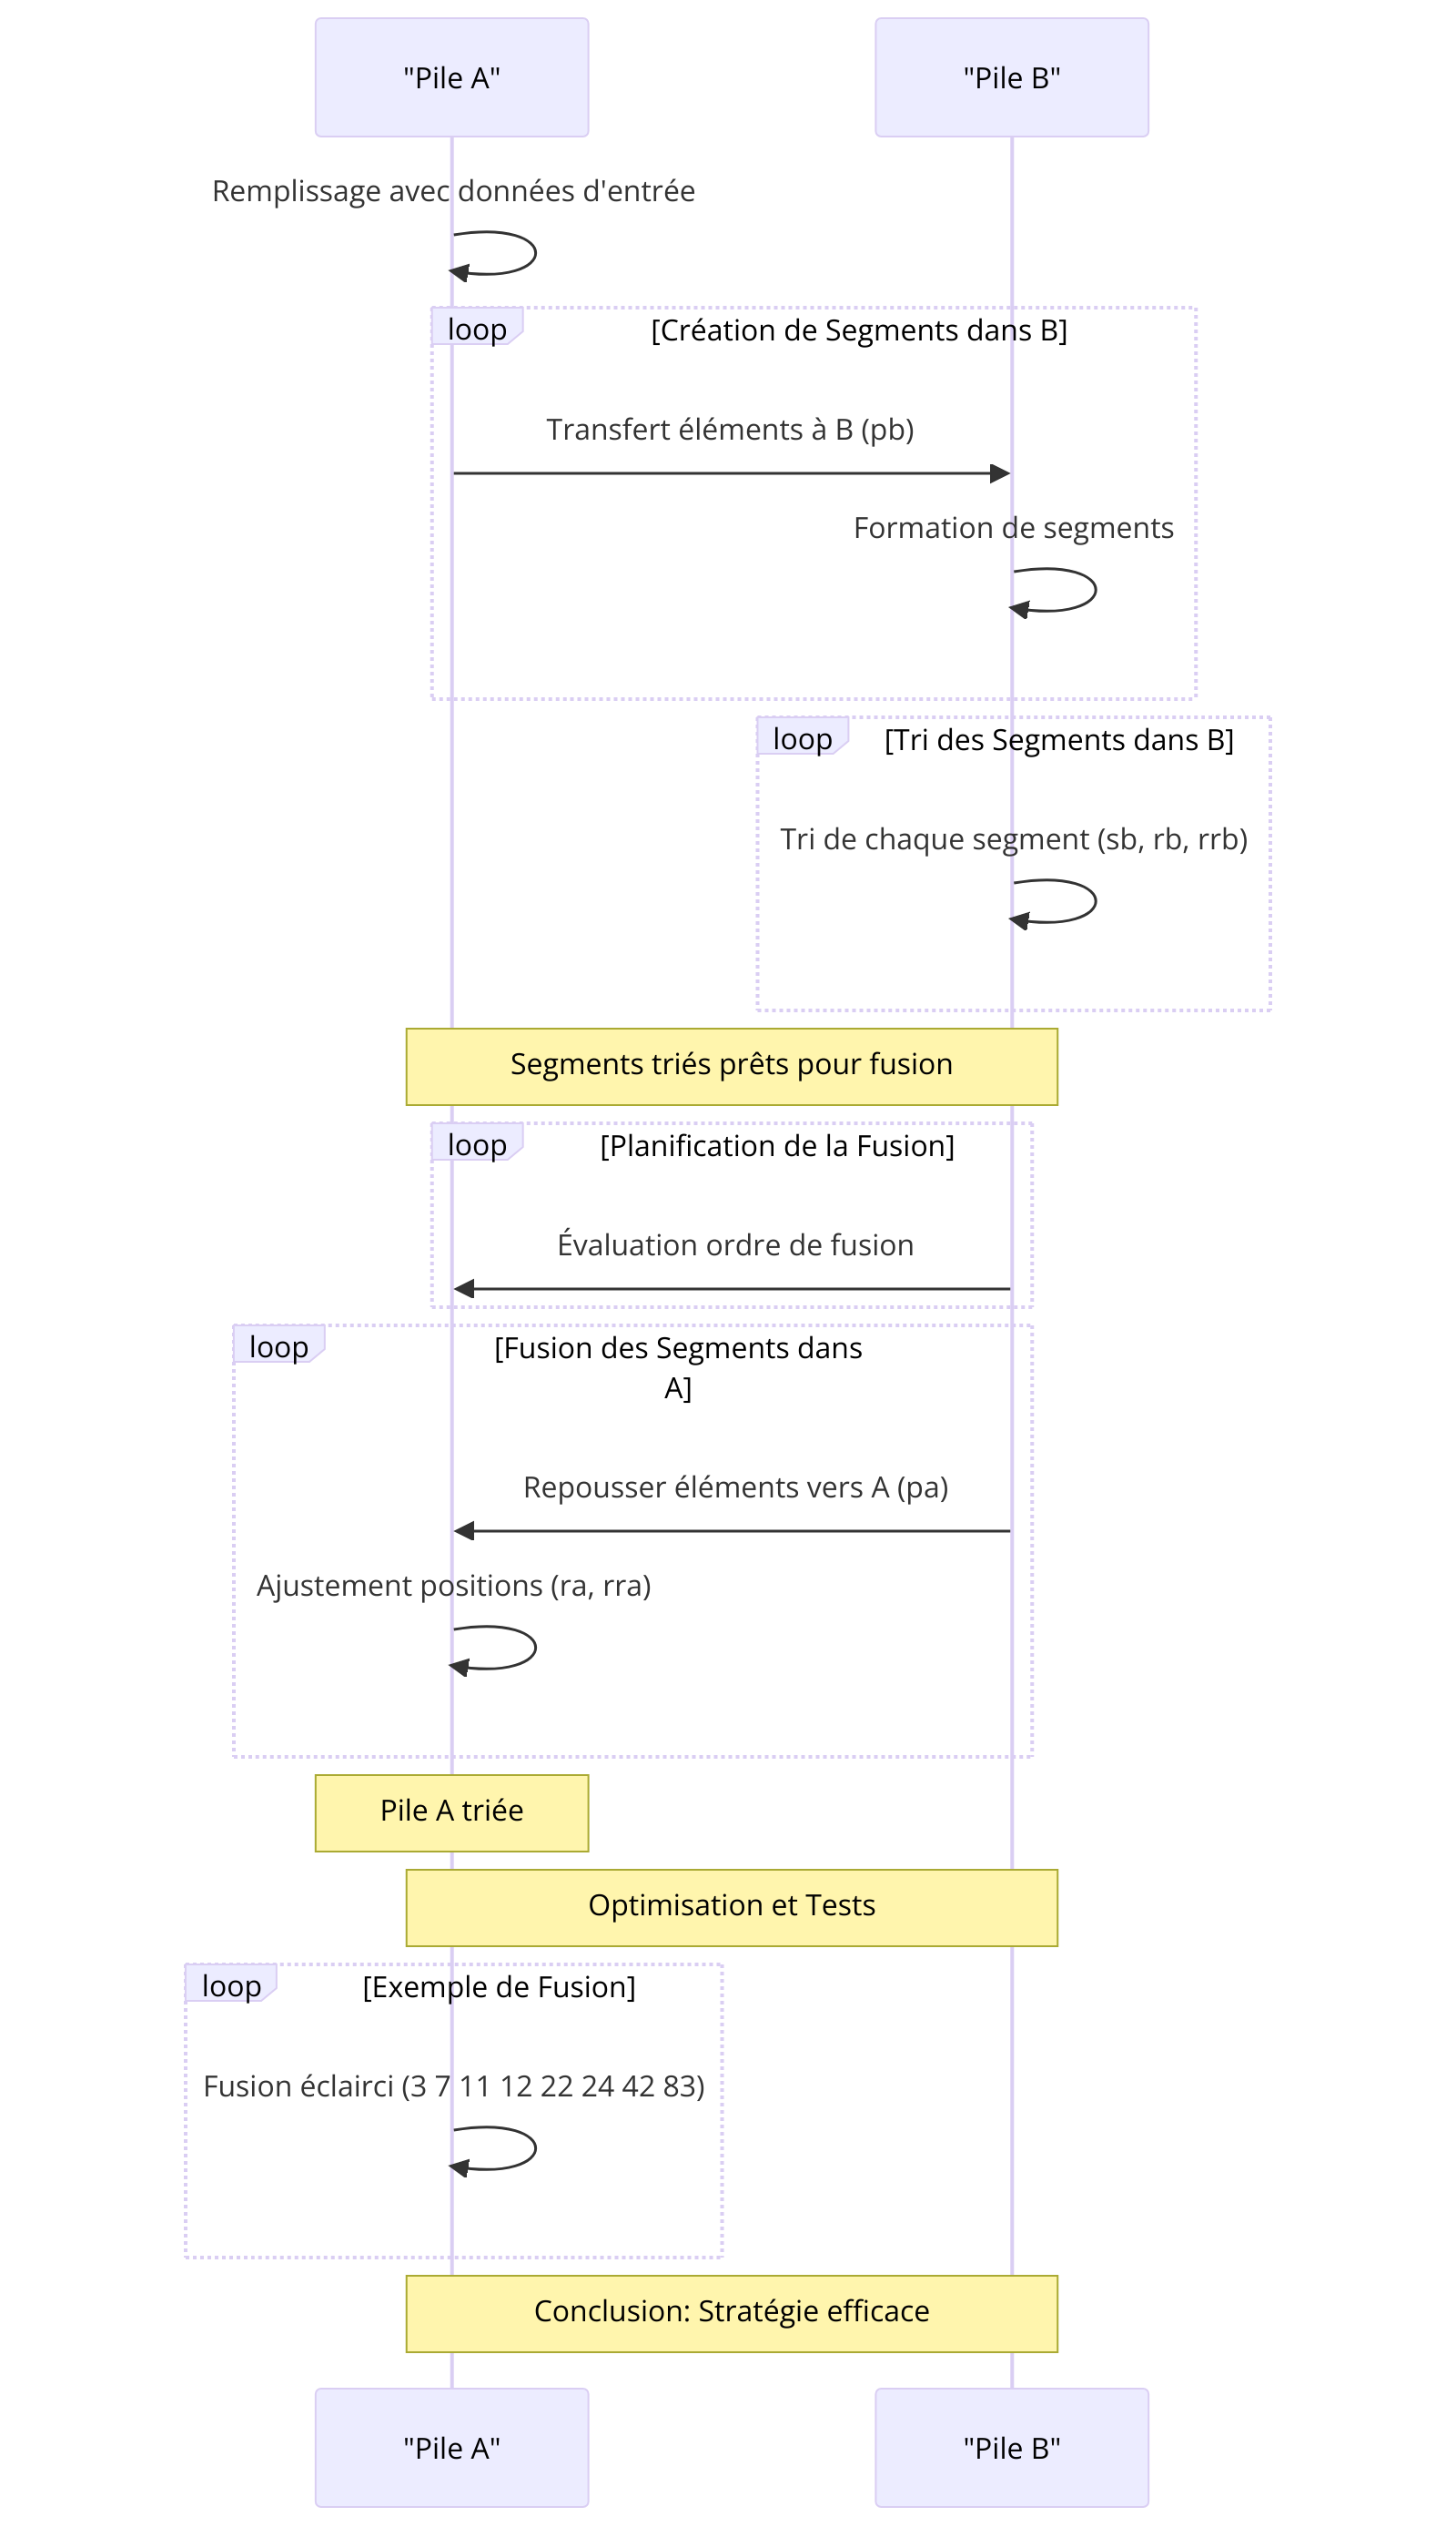 "Pile A"
"Pile B"
Remplissage avec données d'entrée
loop
[Création de Segments dans B]
Transfert éléments à B (pb)
Formation de segments
loop
[Tri des Segments dans B]
Tri de chaque segment (sb, rb, rrb)
Segments triés prêts pour fusion
loop
[Planification de la Fusion]
Évaluation ordre de fusion
loop
[Fusion des Segments dans
A]
Repousser éléments vers A (pa)
Ajustement positions (ra, rra)
Pile A triée
Optimisation et Tests
loop
[Exemple de Fusion]
Fusion éclairci (3 7 11 12 22 24 42 83)
Conclusion: Stratégie efficace
"Pile A"
"Pile B"